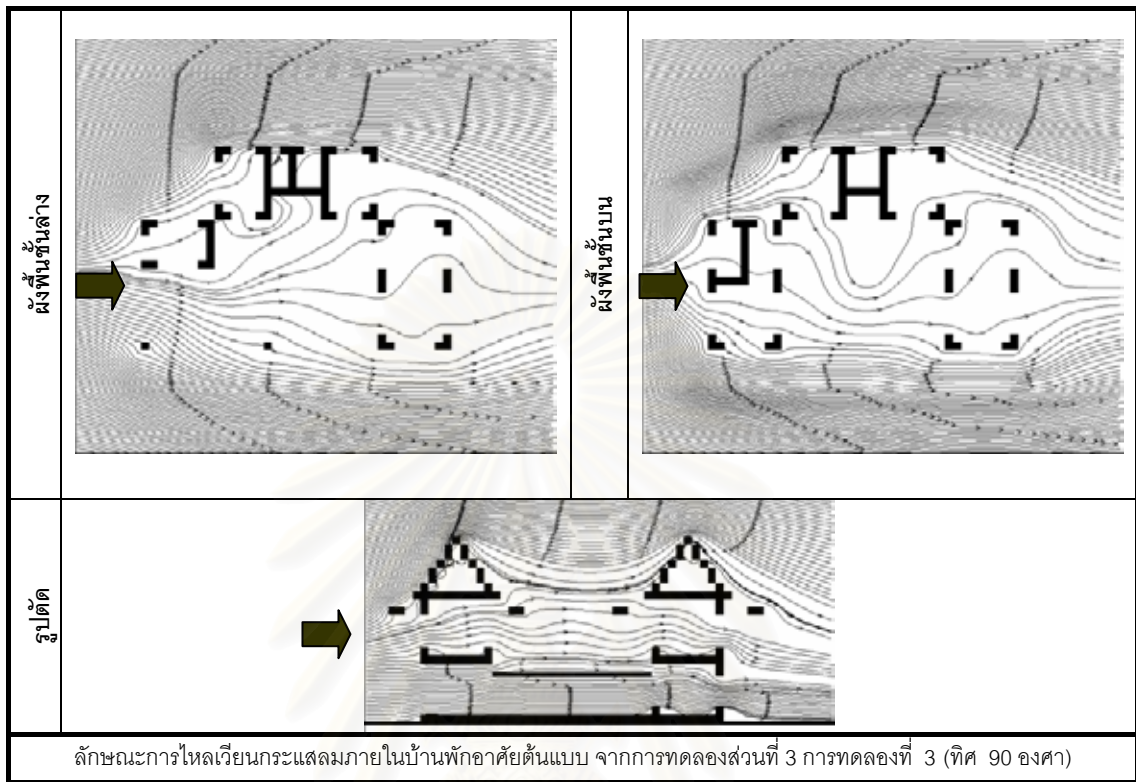 ผังพื้นชั้นล่าง
ผังพื้นชั้นบน
รูปตัด
ลักษณะการไหลเวียนกระแสลมภายในบ้านพักอาศัยต้นแบบ จากการทดลองส่วนที่ 3 การทดลองที่ 3 (ทิศ 90 องศา)